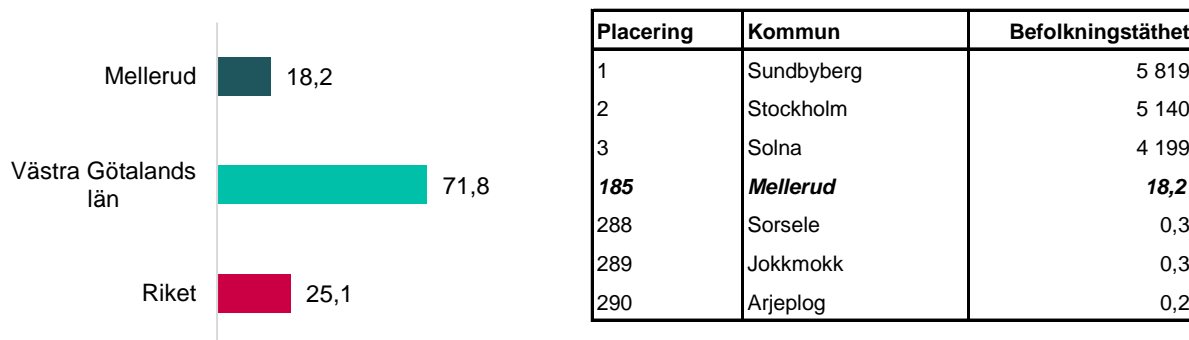 Mellerud 18,2
Västra Götalands
län 71,8
Riket 25,1
Placering Kommun Befolkningstäthet
1 Sundbyberg 5 819
2 Stockholm 5 140
3 Solna 4 199
185 Mellerud 18,2
288 Sorsele 0,3
289 Jokkmokk 0,3
290 Arjeplog 0,2